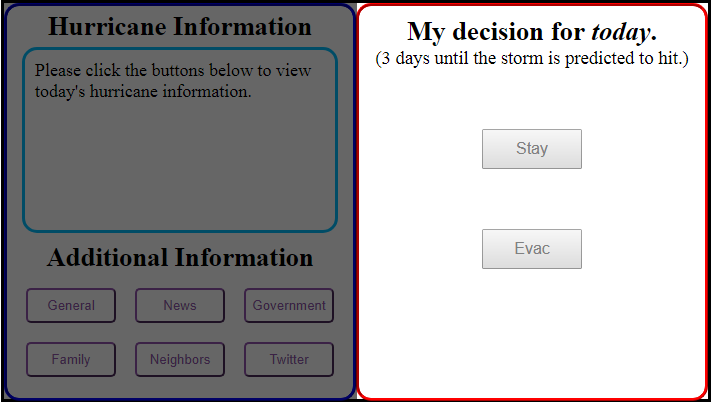 Hurricane Information
Please click the buttons below to view
today's hurricane information.
Additional Information
General
News
Government
Family
Neighbors
Twitter
My decision for today.
(3 days until the storm is predicted to hit.)
Stay
Evac